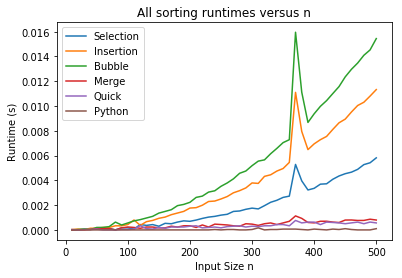 All sorting runtimes versus n
Selection
Insertion
Bubble
Merge
Quick
Python
Runtime (s)
0.016
0.014
0.012
0.010
0.008
0.006
0.004
0.002
0.000
0 100 200 300 400 500
Input Size n